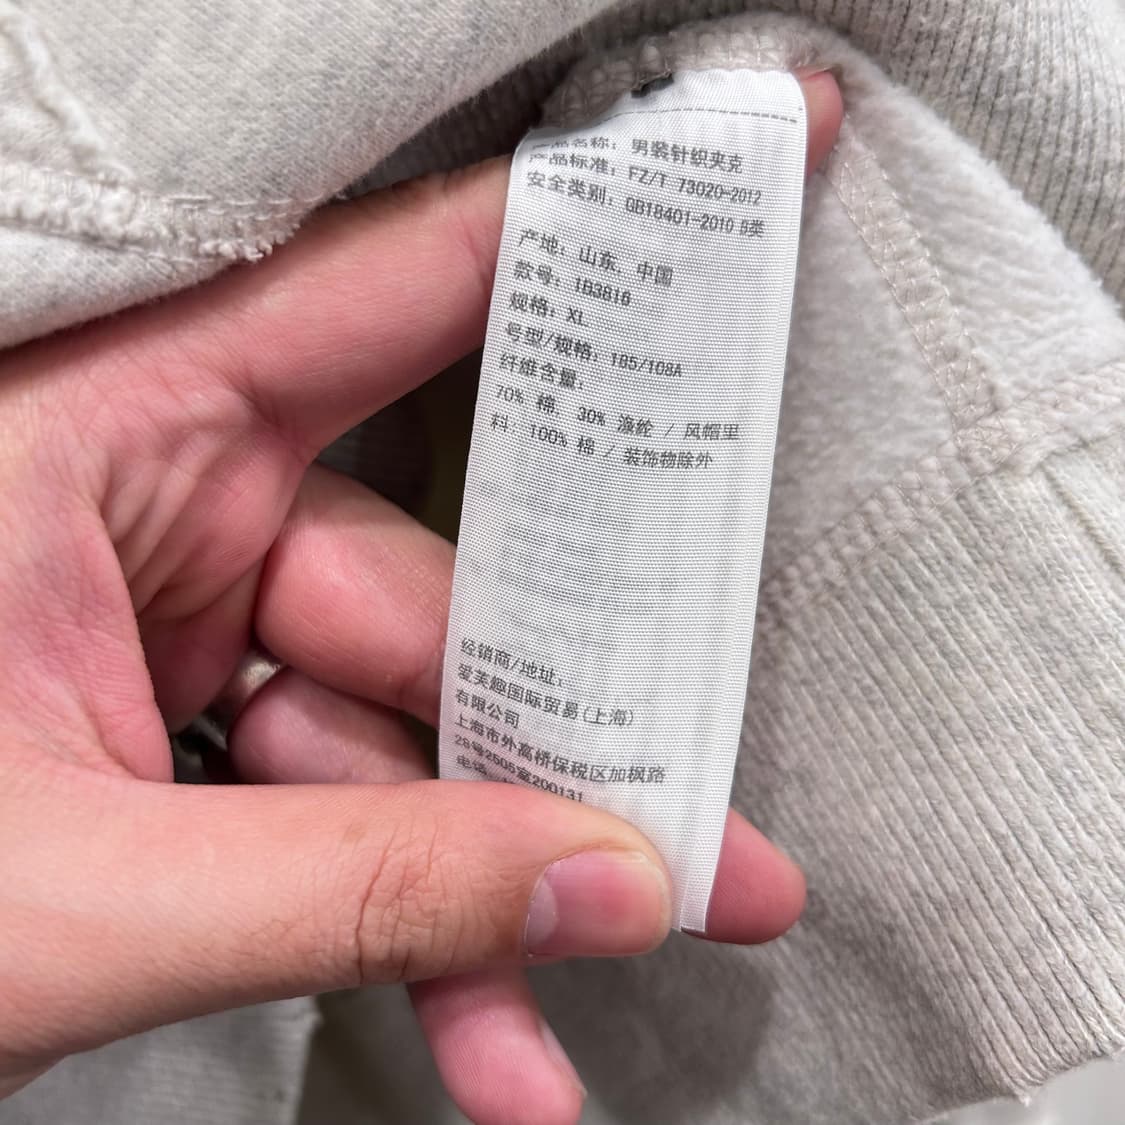 产品名称：男装针织夹克
产品标准：FZ/T 73020-2012
安全类别：GB18401-2010 B类
产地：山东，中国
款号：1B3816
规格：XL
号型/规格：185/108A
纤维含量：
70% 棉 30% 涤纶 / 风帽里
料：100% 棉 / 装饰物除外
经销商/地址：
爱芙趣国际贸易(上海)
有限公司
上海市外高桥保税区加枫路
28号2505室200131
电话